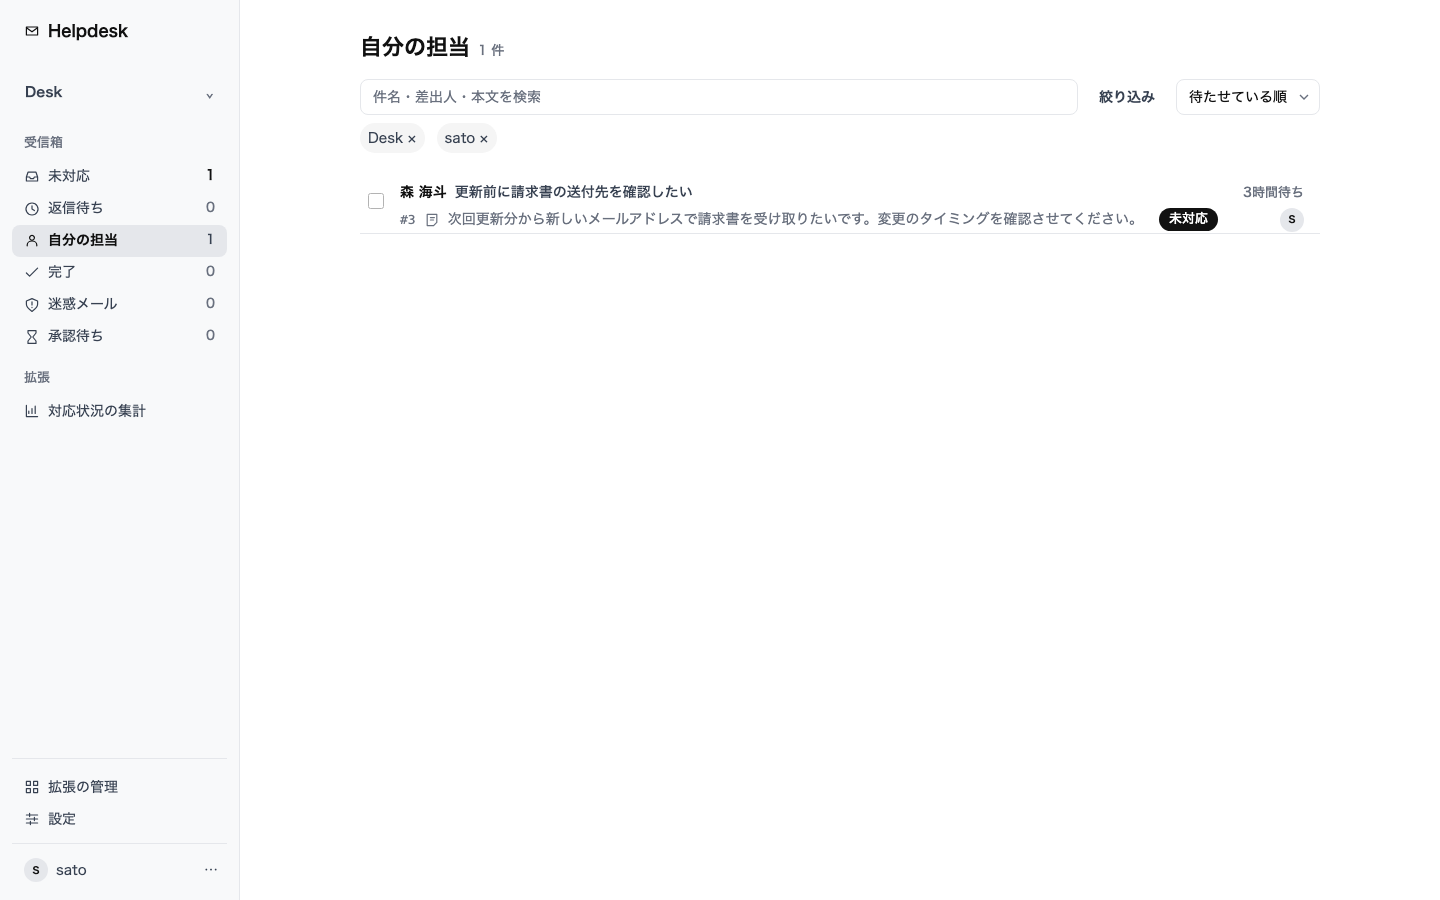 Helpdesk
Desk
受信箱
未対応 1
返信待ち 0
自分の担当 1
完了 0
迷惑メール 0
承認待ち 0
拡張
対応状況の集計
拡張の管理
設定
S sato ...
自分の担当 1 件
件名・差出人・本文を検索 絞り込み 待たせている順
Desk × sato ×
森 海斗 更新前に請求書の送付先を確認したい 3時間待ち
#3 次回更新分から新しいメールアドレスで請求書を受け取りたいです。変更のタイミングを確認させてください。 未対応 S